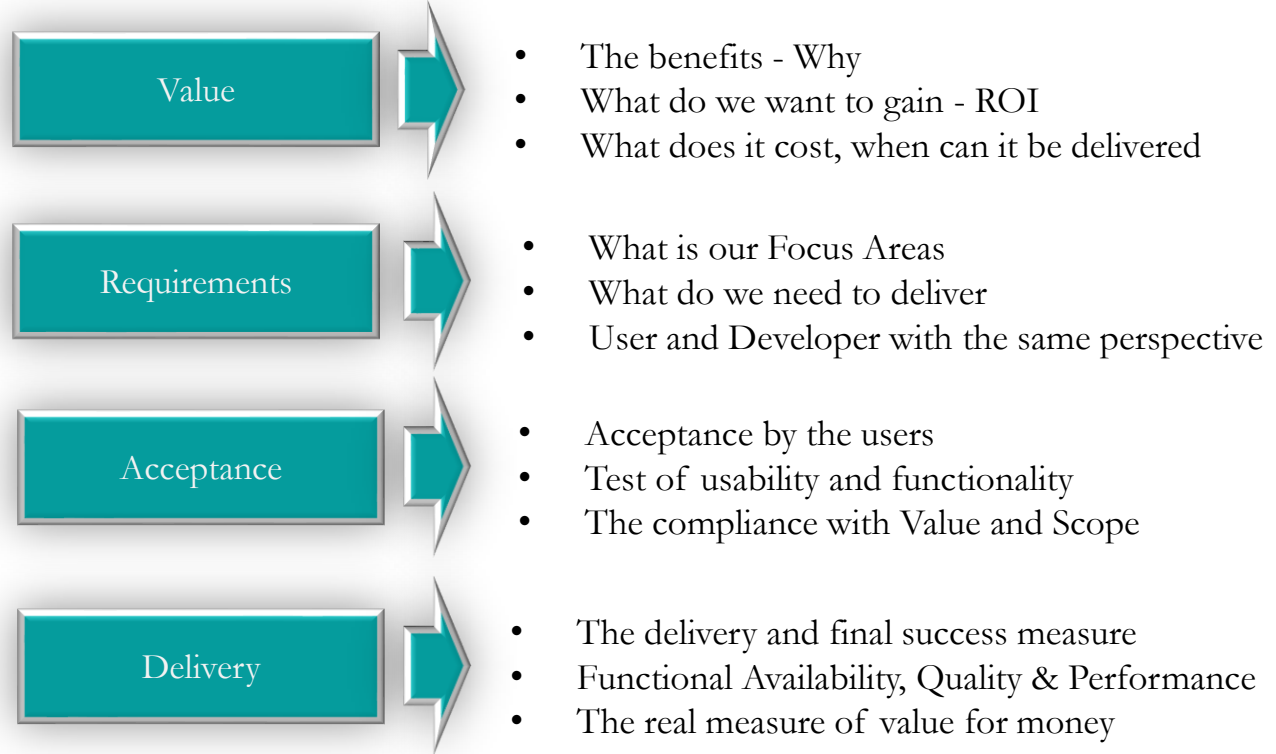 Value
• The benefits - Why
• What do we want to gain - ROI
• What does it cost, when can it be delivered
Requirements
• What is our Focus Areas
• What do we need to deliver
• User and Developer with the same perspective
Acceptance
• Acceptance by the users
• Test of usability and functionality
• The compliance with Value and Scope
Delivery
• The delivery and final success measure
• Functional Availability, Quality & Performance
• The real measure of value for money